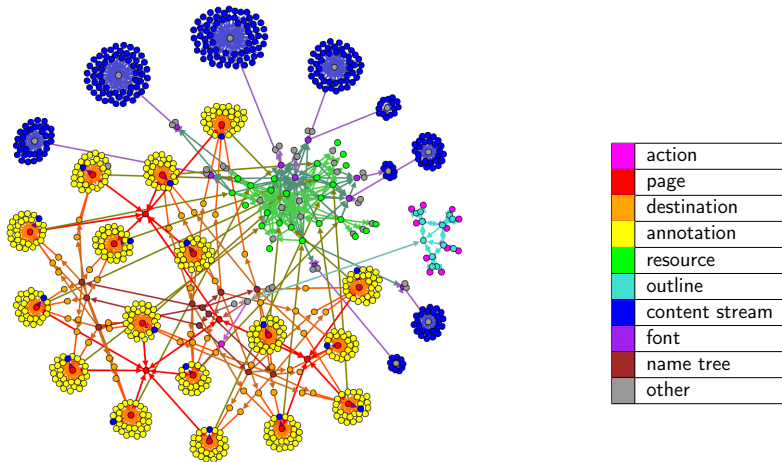 action
page
destination
annotation
resource
outline
content stream
font
name tree
other